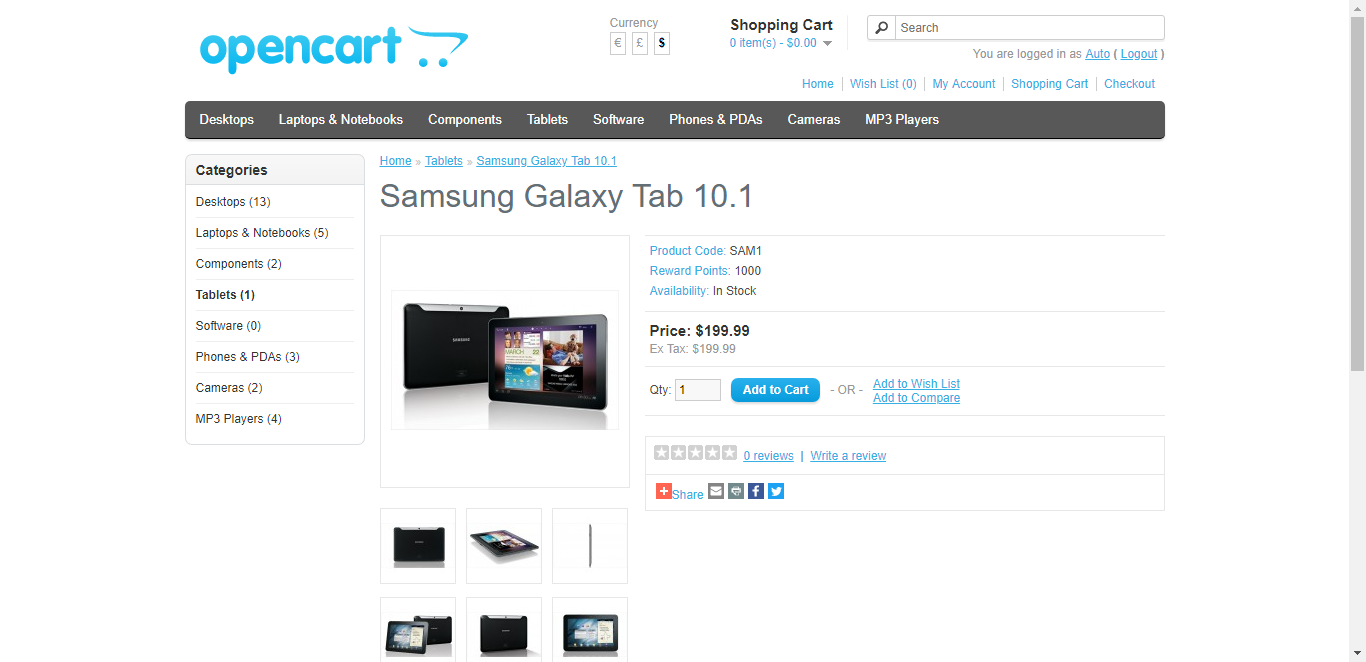 opencart
Currency
€ £ $
Shopping Cart
0 item(s) - $0.00
Search
You are logged in as Auto ( Logout )
Home Wish List (0) My Account Shopping Cart Checkout
Desktops Laptops & Notebooks Components Tablets Software Phones & PDAs Cameras MP3 Players
Categories
Desktops (13)
Laptops & Notebooks (5)
Components (2)
Tablets (1)
Software (0)
Phones & PDAs (3)
Cameras (2)
MP3 Players (4)
Home » Tablets » Samsung Galaxy Tab 10.1
Samsung Galaxy Tab 10.1
SAMSUNG
MARCH 22
Product Code: SAM1
Reward Points: 1000
Availability: In Stock
Price: $199.99
Ex Tax: $199.99
Qty: 1 Add to Cart - OR - Add to Wish List
Add to Compare
0 reviews | Write a review
Share